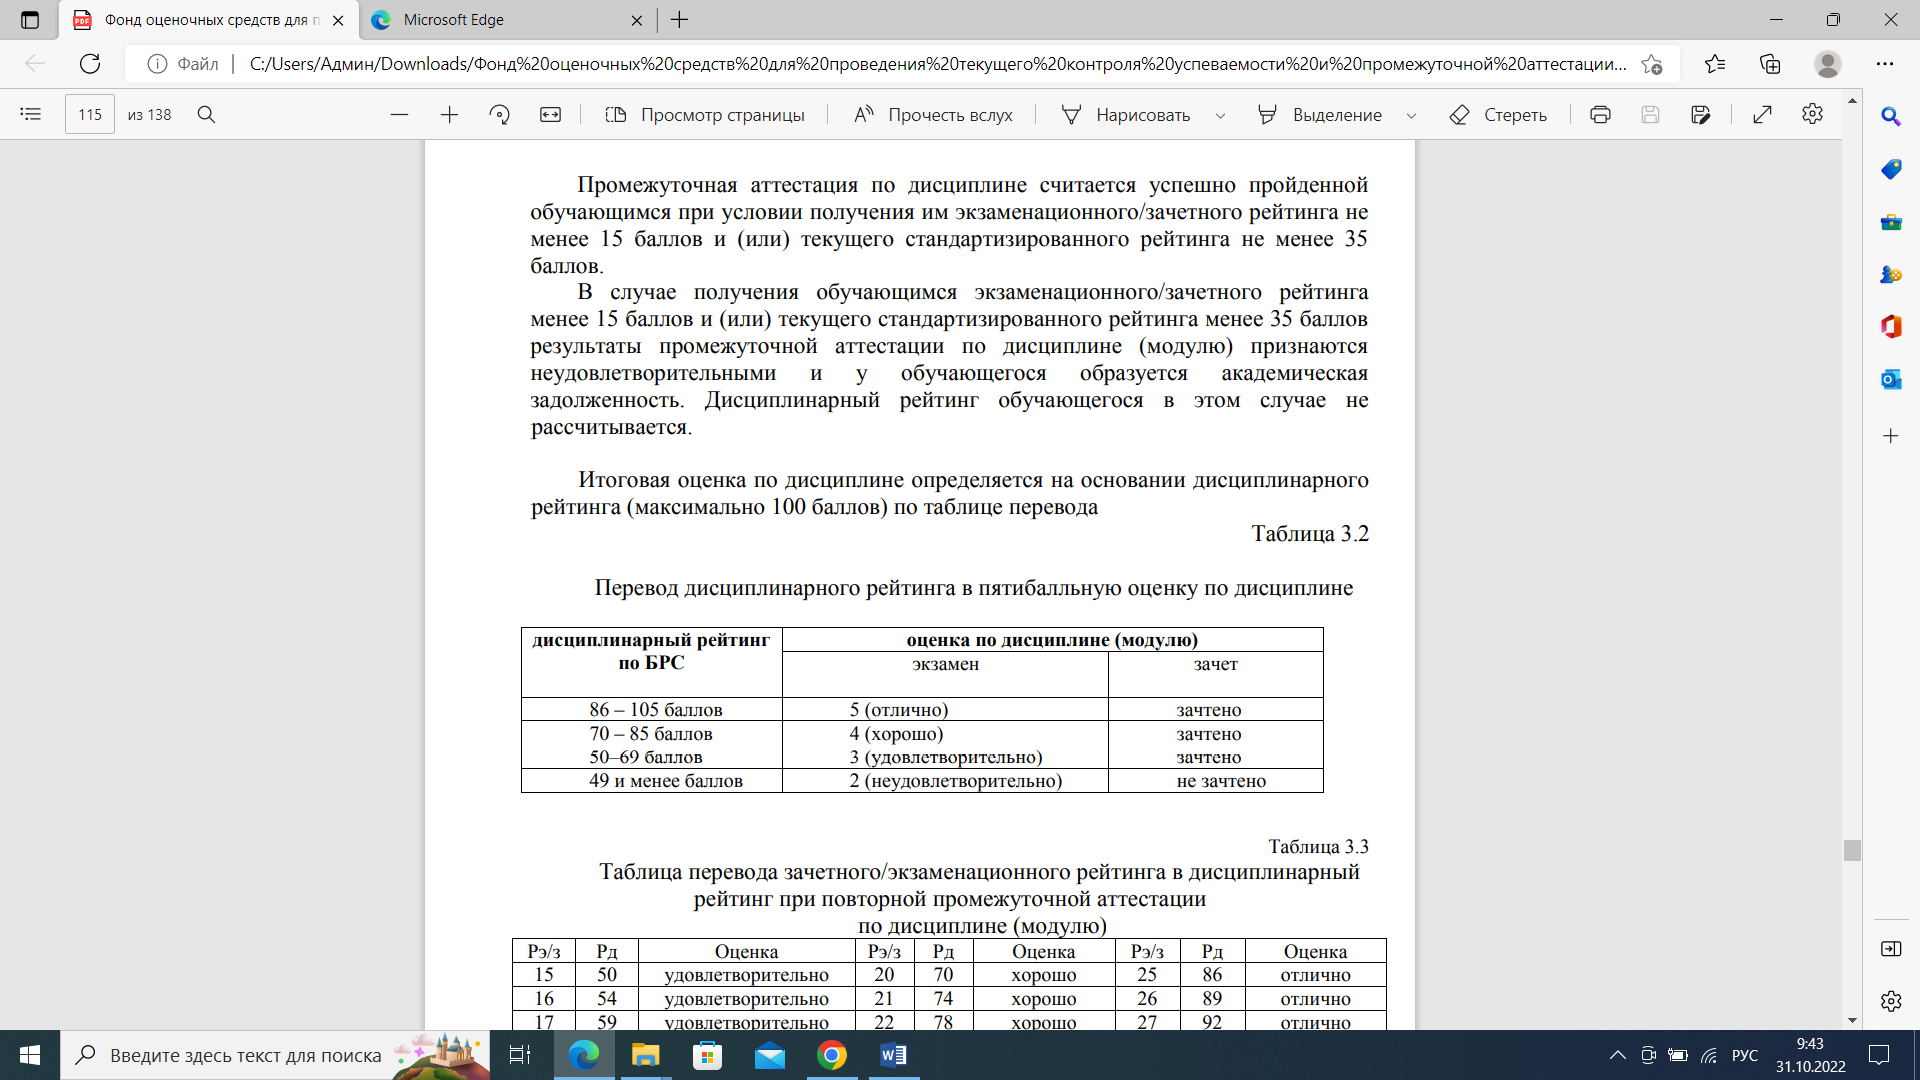 Фонд оценочных средств для п
Microsoft Edge
Файл
C:/Users/Админ/Downloads/Фонд%20оценочных%20средств%20для%20проведения%20текущего%20контроля%20успеваемости%20и%20промежуточной%20аттестации...
115 из 138
Просмотр страницы
Прочесть вслух
Нарисовать
Выделение
Стереть
Промежуточная аттестация по дисциплине считается успешно пройденной
обучающимся при условии получения им экзаменационного/зачетного рейтинга не
менее 15 баллов и (или) текущего стандартизированного рейтинга не менее 35
баллов.
В случае получения обучающимся экзаменационного/зачетного рейтинга
менее 15 баллов и (или) текущего стандартизированного рейтинга менее 35 баллов
результаты промежуточной аттестации по дисциплине (модулю) признаются
неудовлетворительными и у обучающегося образуется академическая
задолженность. Дисциплинарный рейтинг обучающегося в этом случае не
рассчитывается.
Итоговая оценка по дисциплине определяется на основании дисциплинарного
рейтинга (максимально 100 баллов) по таблице перевода
Таблица 3.2
Перевод дисциплинарного рейтинга в пятибалльную оценку по дисциплине
дисциплинарный рейтинг по БРС оценка по дисциплине (модулю)
экзамен зачет
86 – 105 баллов 5 (отлично) зачтено
70 – 85 баллов 4 (хорошо) зачтено
50–69 баллов 3 (удовлетворительно) зачтено
49 и менее баллов 2 (неудовлетворительно) не зачтено
Таблица 3.3
Таблица перевода зачетного/экзаменационного рейтинга в дисциплинарный
рейтинг при повторной промежуточной аттестации
по дисциплине (модулю)
Рэ/з Рд Оценка Рэ/з Рд Оценка Рэ/з Рд Оценка
15 50 удовлетворительно 20 70 хорошо 25 86 отлично
16 54 удовлетворительно 21 74 хорошо 26 89 отлично
17 59 удовлетворительно 22 78 хорошо 27 92 отлично
Введите здесь текст для поиска
РУС
9:43
31.10.2022